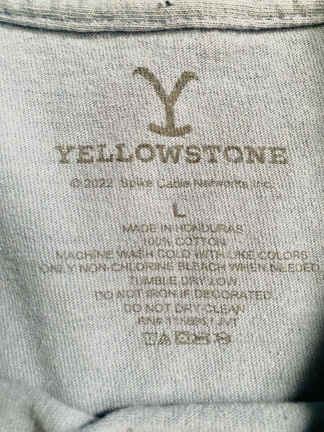 Y
YELLOWSTONE
© 2022 Spike Cable Networks Inc.
L
MADE IN HONDURAS
100% COTTON
MACHINE WASH COLD WITH LIKE COLORS
ONLY NON-CHLORINE BLEACH WHEN NEEDED
TUMBLE DRY LOW
DO NOT IRON IF DECORATED
DO NOT DRY-CLEAN